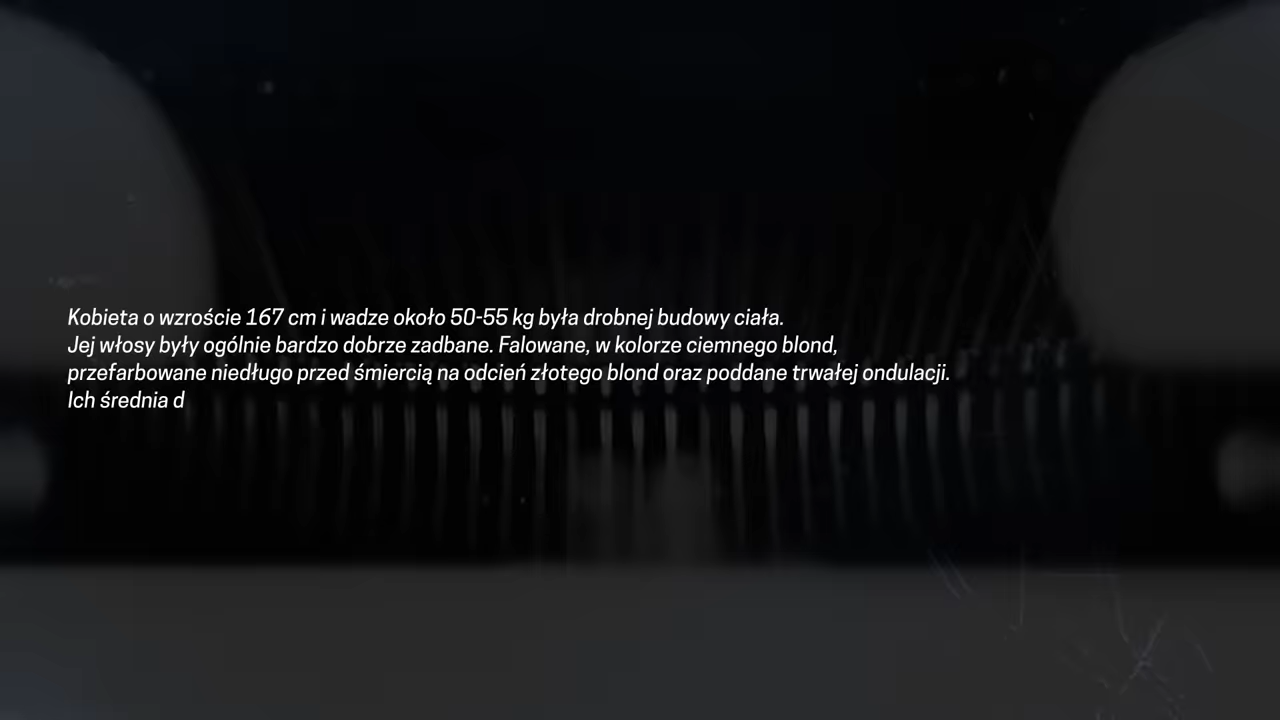 Kobieta o wzroście 167 cm i wadze około 50-55 kg była drobnej budowy ciała.
Jej włosy były ogólnie bardzo dobrze zadbane. Falowane, w kolorze ciemnego blond,
przefarbowane niedługo przed śmiercią na odcień złotego blond oraz poddane trwałej ondulacji.
Ich średnia d